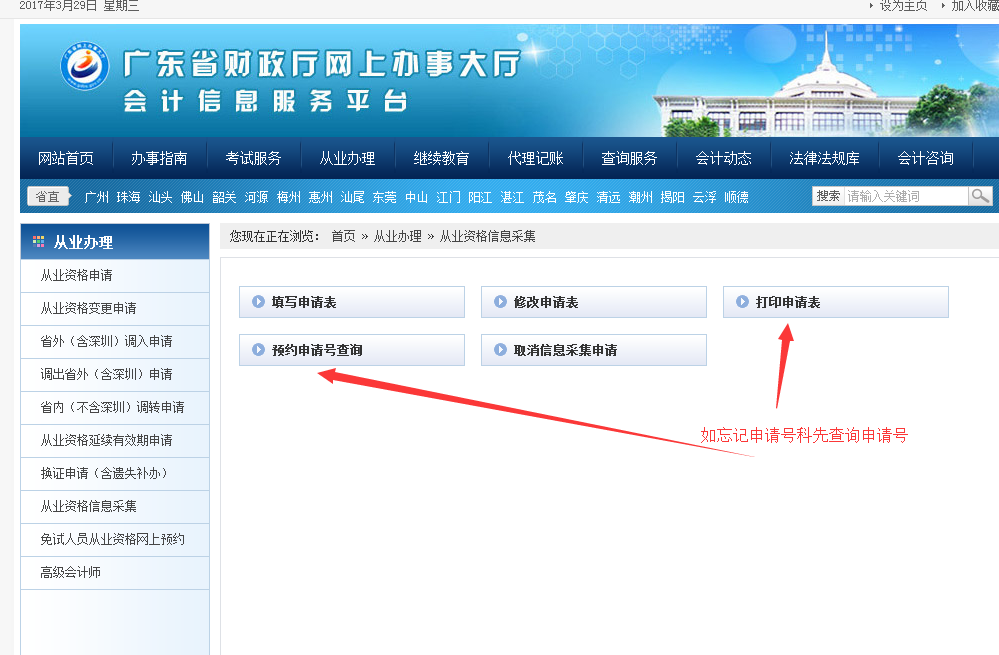 2017年3月29日 星期三
设为主页 加入收藏
广东省财政厅网上办事大厅
会计信息服务平台
网站首页 办事指南 考试服务 从业办理 继续教育 代理记账 查询服务 会计动态 法律法规库 会计咨询
省直 广州 珠海 汕头 佛山 韶关 河源 梅州 惠州 汕尾 东莞 中山 江门 阳江 湛江 茂名 肇庆 清远 潮州 揭阳 云浮 顺德 搜索 请输入关键词
从业办理
您现在正在浏览： 首页 » 从业办理 » 从业资格信息采集
从业资格申请
从业资格变更申请
省外（含深圳）调入申请
调出省外（含深圳）申请
省内（不含深圳）调转申请
从业资格延续有效期申请
换证申请（含遗失补办）
从业资格信息采集
免试人员从业资格网上预约
高级会计师
填写申请表 修改申请表 打印申请表
预约申请号查询 取消信息采集申请
如忘记申请号科先查询申请号